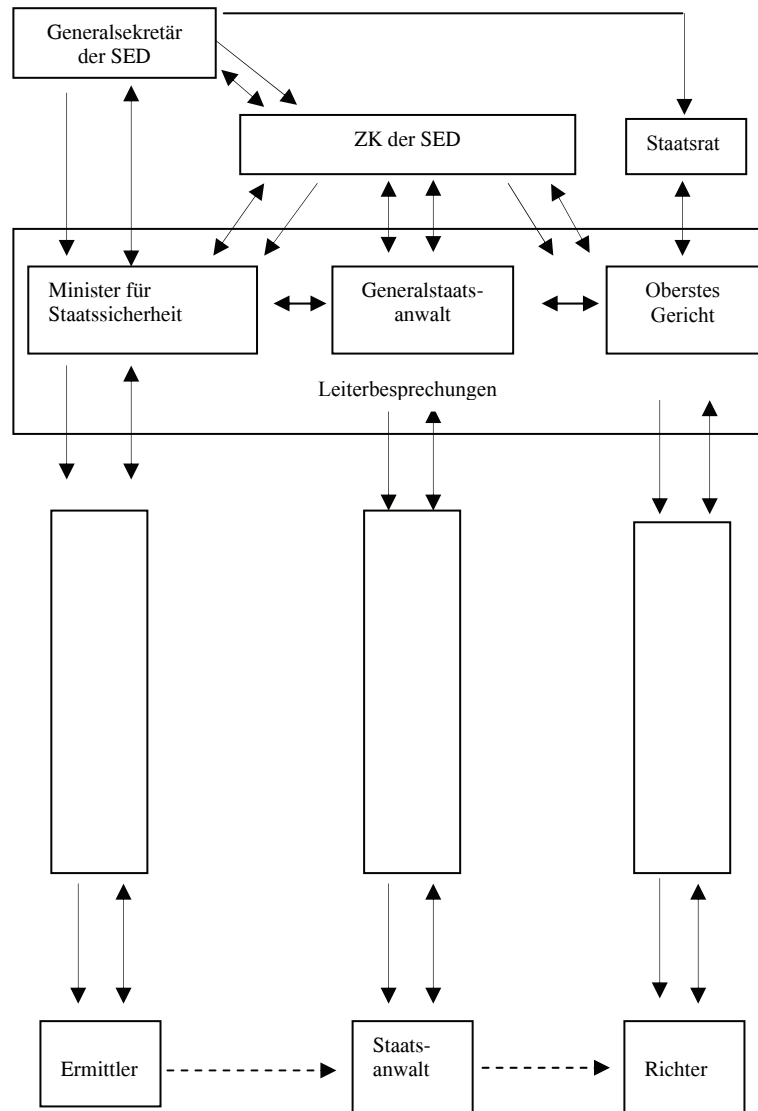 Generalsekretär
der SED
ZK der SED
Staatsrat
Minister für
Staatssicherheit
Generalstaats-
anwalt
Oberstes
Gericht
Leiterbesprechungen
Ermittler
Staats-
anwalt
Richter